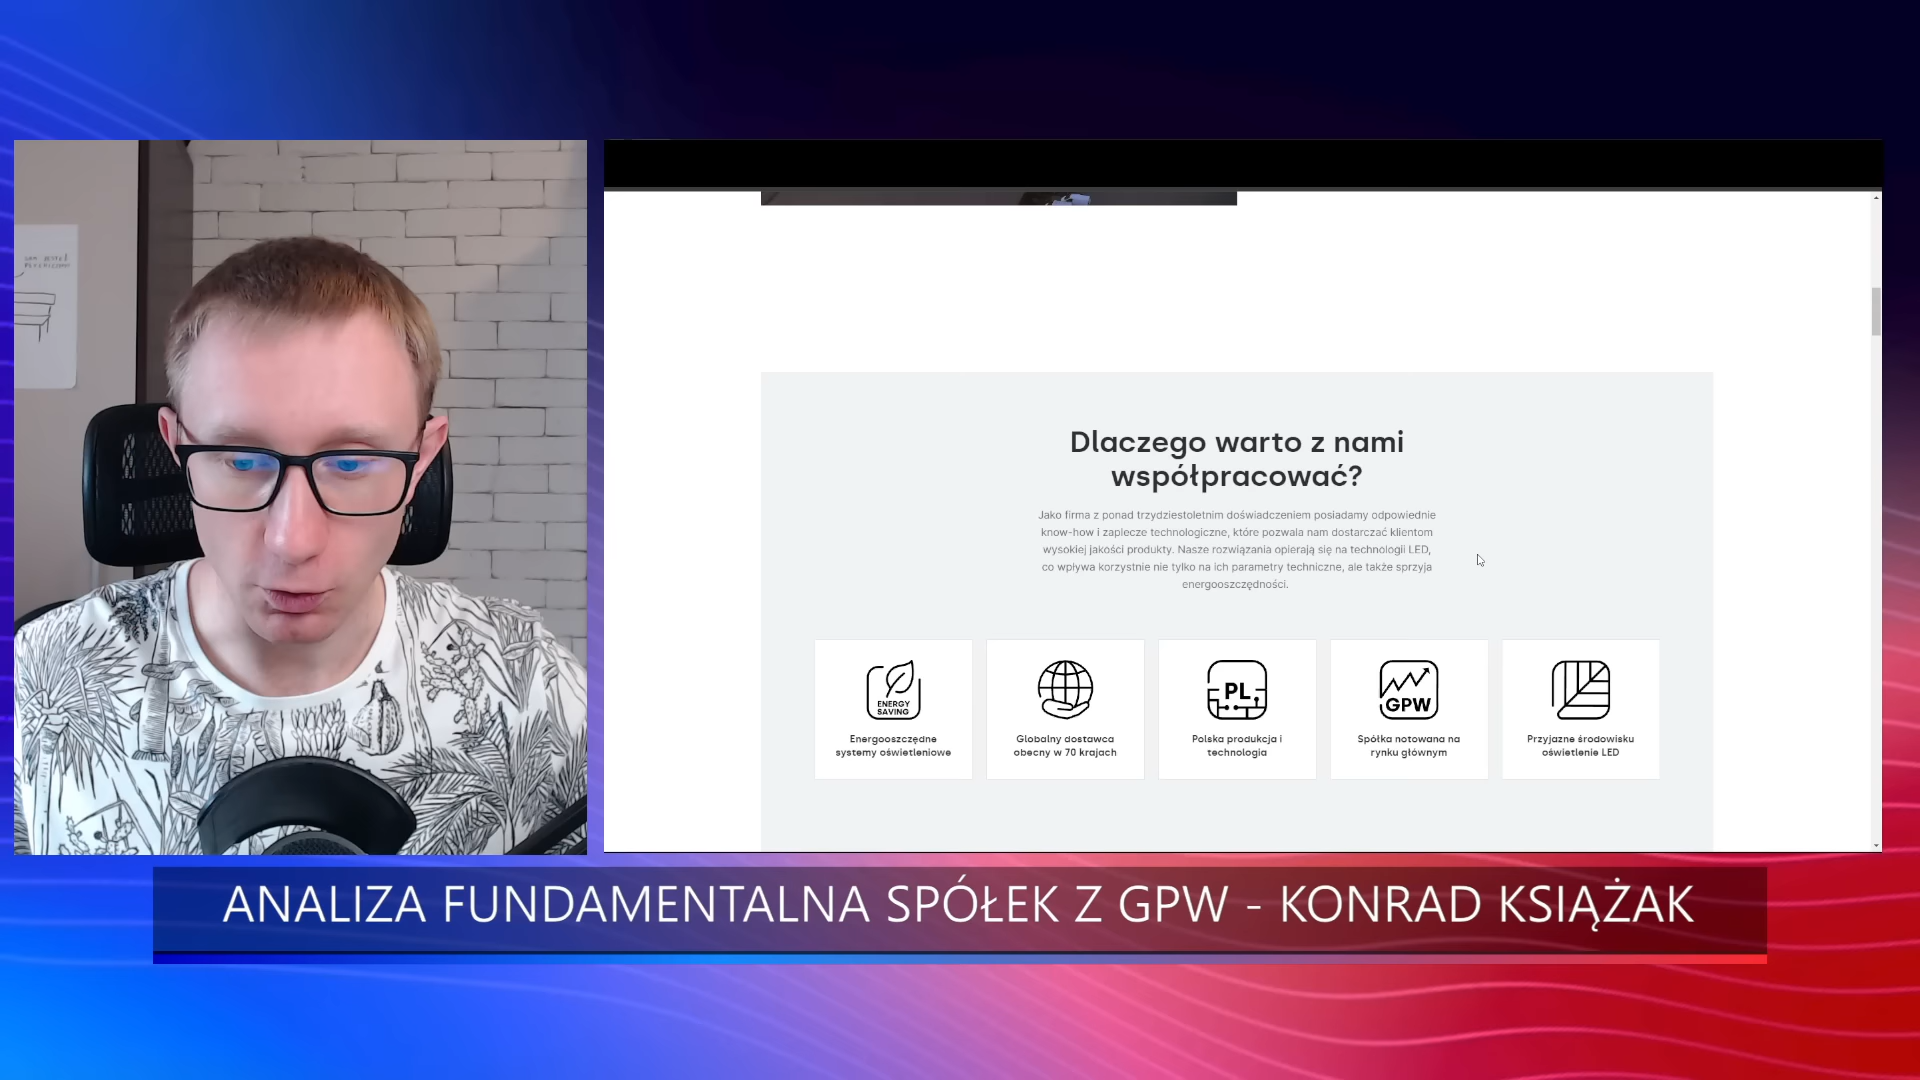 Dlaczego warto z nami
współpracować?
Jako firma z ponad trzydziestoletnim doświadczeniem posiadamy odpowiednie
know-how i zaplecze technologiczne, które pozwala nam dostarczać klientom
wysokiej jakości produkty. Nasze rozwiązania opierają się na technologii LED,
co wpływa korzystnie nie tylko na ich parametry techniczne, ale także sprzyja
energooszczędności.
ENERGY
SAVING
Energooszczędne
systemy oświetleniowe
Globalny dostawca
obecny w 70 krajach
PL
Polska produkcja i
technologia
GPW
Spółka notowana na
rynku głównym
Przyjazne środowisku
oświetlenie LED
ANALIZA FUNDAMENTALNA SPÓŁEK Z GPW - KONRAD KSIĄŻAK